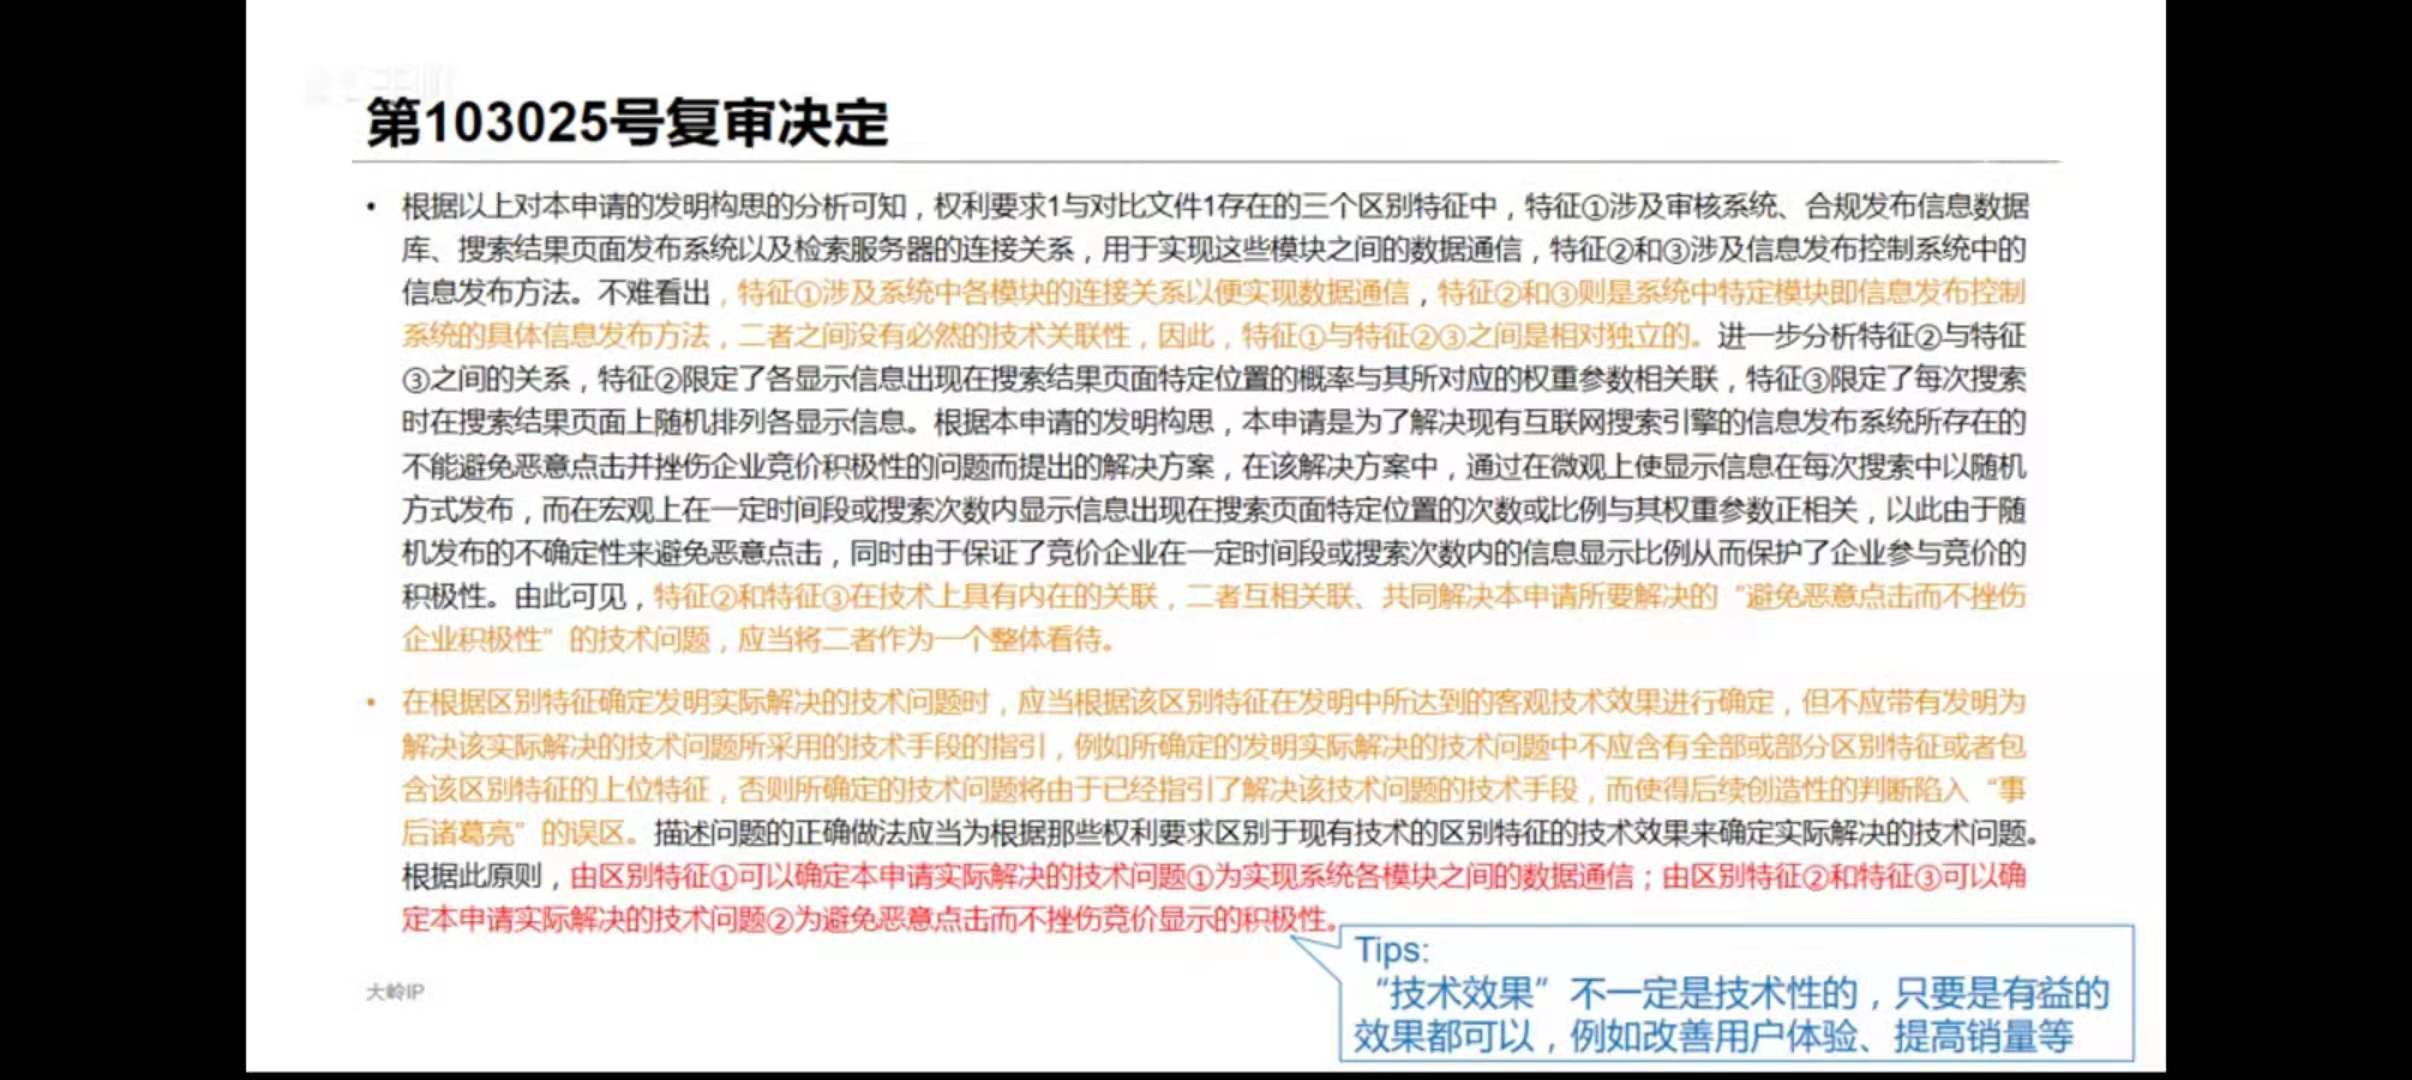 第103025号复审决定
• 根据以上对本申请的发明构思的分析可知，权利要求1与对比文件1存在的三个区别特征中，特征①涉及审核系统、合规发布信息数据
库、搜索结果页面发布系统以及检索服务器的连接关系，用于实现这些模块之间的数据通信，特征②和③涉及信息发布控制系统中的
信息发布方法。不难看出，特征①涉及系统中各模块的连接关系以便实现数据通信，特征②和③则是系统中特定模块即信息发布控制
系统的具体信息发布方法，二者之间没有必然的技术关联性，因此，特征①与特征②③之间是相对独立的。进一步分析特征②与特征
③之间的关系，特征②限定了各显示信息出现在搜索结果页面特定位置的概率与其所对应的权重参数相关联，特征③限定了每次搜索
时在搜索结果页面上随机排列各显示信息。根据本申请的发明构思，本申请是为了解决现有互联网搜索引擎的信息发布系统所存在的
不能避免恶意点击并挫伤企业竞价积极性的问题而提出的解决方案，在该解决方案中，通过在微观上使显示信息在每次搜索中以随机
方式发布，而在宏观上在一定时间段或搜索次数内显示信息出现在搜索页面特定位置的次数或比例与其权重参数正相关，以此由于随
机发布的不确定性来避免恶意点击，同时由于保证了竞价企业在一定时间段或搜索次数内的信息显示比例从而保护了企业参与竞价的
积极性。由此可见，特征②和特征③在技术上具有内在的关联，二者互相关联、共同解决本申请所要解决的“避免恶意点击而不挫伤
企业积极性”的技术问题，应当将二者作为一个整体看待。
• 在根据区别特征确定发明实际解决的技术问题时，应当根据该区别特征在发明中所达到的客观技术效果进行确定，但不应带有发明为
解决该实际解决的技术问题所采用的技术手段的指引，例如所确定的发明实际解决的技术问题中不应含有全部或部分区别特征或者包
含该区别特征的上位特征，否则所确定的技术问题将由于已经指引了解决该技术问题的技术手段，而使得后续创造性的判断陷入“事
后诸葛亮”的误区。描述问题的正确做法应当为根据那些权利要求区别于现有技术的区别特征的技术效果来确定实际解决的技术问题。
根据此原则，由区别特征①可以确定本申请实际解决的技术问题①为实现系统各模块之间的数据通信；由区别特征②和特征③可以确
定本申请实际解决的技术问题②为避免恶意点击而不挫伤竞价显示的积极性。
Tips:
“技术效果”不一定是技术性的，只要是有益的
效果都可以，例如改善用户体验、提高销量等
大岭IP